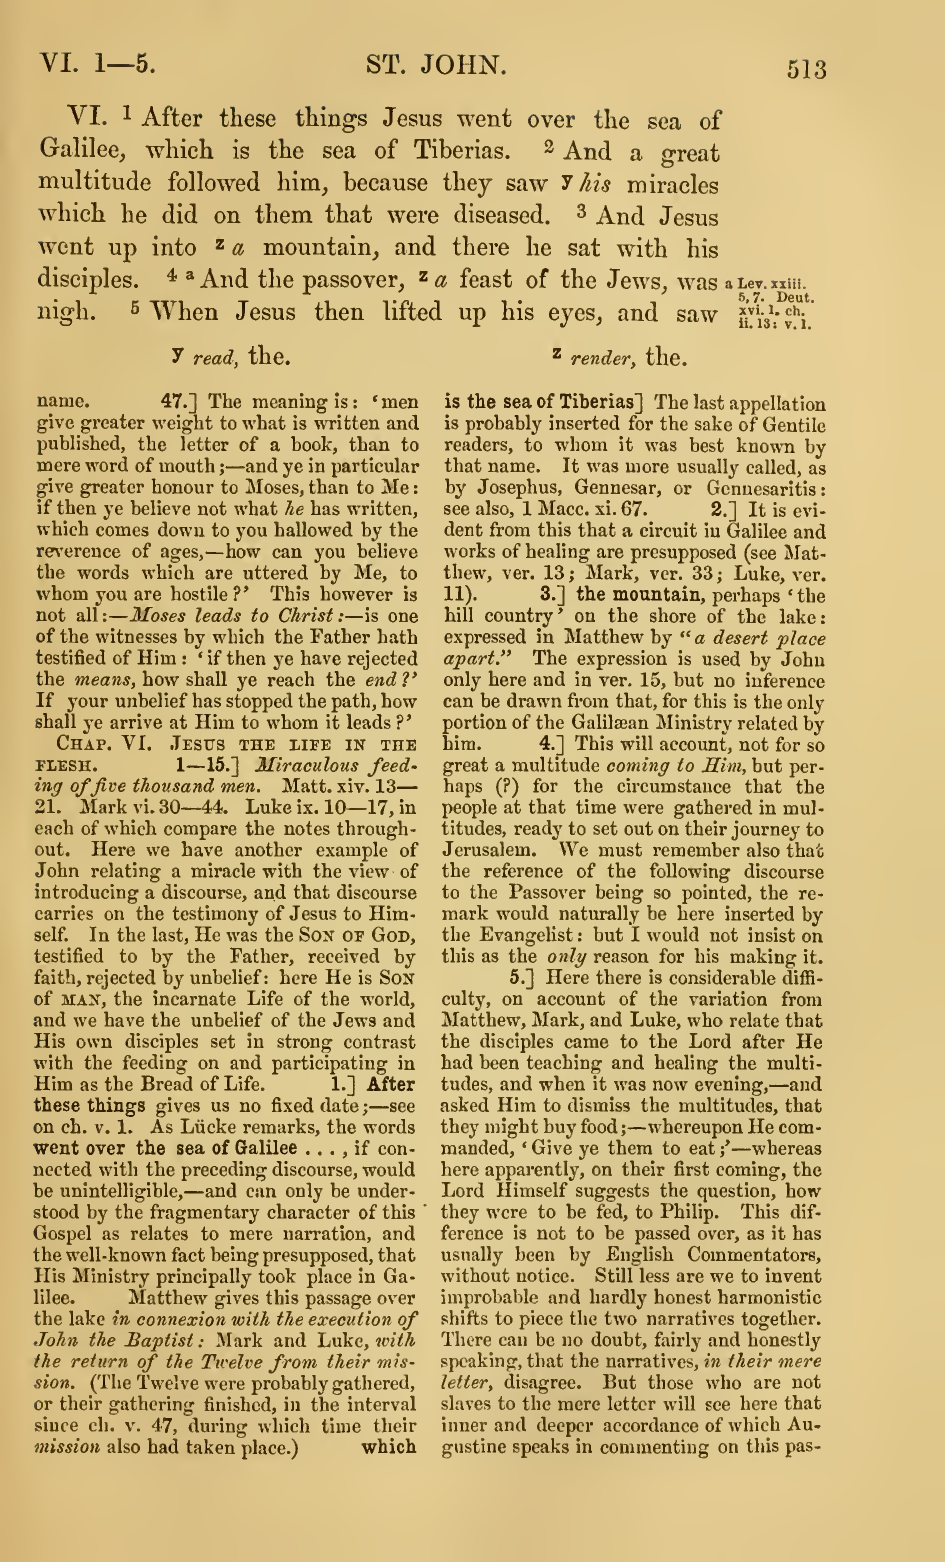 VI. 1—5.
ST. JOHN.
513
VI. 1 After these things Jesus went over the sea of
Galilee, which is the sea of Tiberias. 2 And a great
multitude followed him, because they saw y his miracles
which he did on them that were diseased. 3 And Jesus
went up into z a mountain, and there he sat with his
disciples. 4 a And the passover, z a feast of the Jews, was
nigh. 5 When Jesus then lifted up his eyes, and saw
a Lev. xxiii.
5, 7. Deut.
xvi. 1. ch.
ii. 13: v. 1.
y read, the.
z render, the.
name. 47.] The meaning is: ‘men
give greater weight to what is written and
published, the letter of a book, than to
mere word of mouth;—and ye in particular
give greater honour to Moses, than to Me:
if then ye believe not what he has written,
which comes down to you hallowed by the
reverence of ages,—how can you believe
the words which are uttered by Me, to
whom you are hostile?’ This however is
not all:—Moses leads to Christ:—is one
of the witnesses by which the Father hath
testified of Him: ‘if then ye have rejected
the means, how shall ye reach the end?’
If your unbelief has stopped the path, how
shall ye arrive at Him to whom it leads?’
CHAP. VI. JESUS THE LIFE IN THE
FLESH. 1—15.] Miraculous feed-
ing of five thousand men. Matt. xiv. 13—
21. Mark vi. 30—44. Luke ix. 10—17, in
each of which compare the notes through-
out. Here we have another example of
John relating a miracle with the view of
introducing a discourse, and that discourse
carries on the testimony of Jesus to Him-
self. In the last, He was the SON OF GOD,
testified to by the Father, received by
faith, rejected by unbelief: here He is SON
of MAN, the incarnate Life of the world,
and we have the unbelief of the Jews and
His own disciples set in strong contrast
with the feeding on and participating in
Him as the Bread of Life. 1.] After
these things gives us no fixed date;—see
on ch. v. 1. As Lücke remarks, the words
went over the sea of Galilee . . . , if con-
nected with the preceding discourse, would
be unintelligible,—and can only be under-
stood by the fragmentary character of this
Gospel as relates to mere narration, and
the well-known fact being presupposed, that
His Ministry principally took place in Ga-
lilee. Matthew gives this passage over
the lake in connexion with the execution of
John the Baptist: Mark and Luke, with
the return of the Twelve from their mis-
sion. (The Twelve were probably gathered,
or their gathering finished, in the interval
since ch. v. 47, during which time their
mission also had taken place.) which
is the sea of Tiberias] The last appellation
is probably inserted for the sake of Gentile
readers, to whom it was best known by
that name. It was more usually called, as
by Josephus, Gennesar, or Gennesaritis:
see also, 1 Macc. xi. 67. 2.] It is evi-
dent from this that a circuit in Galilee and
works of healing are presupposed (see Mat-
thew, ver. 13; Mark, ver. 33; Luke, ver.
11). 3.] the mountain, perhaps ‘the
hill country’ on the shore of the lake:
expressed in Matthew by “a desert place
apart.” The expression is used by John
only here and in ver. 15, but no inference
can be drawn from that, for this is the only
portion of the Galilæan Ministry related by
him. 4.] This will account, not for so
great a multitude coming to Him, but per-
haps (?) for the circumstance that the
people at that time were gathered in mul-
titudes, ready to set out on their journey to
Jerusalem. We must remember also that
the reference of the following discourse
to the Passover being so pointed, the re-
mark would naturally be here inserted by
the Evangelist: but I would not insist on
this as the only reason for his making it.
5.] Here there is considerable diffi-
culty, on account of the variation from
Matthew, Mark, and Luke, who relate that
the disciples came to the Lord after He
had been teaching and healing the multi-
tudes, and when it was now evening,—and
asked Him to dismiss the multitudes, that
they might buy food;—whereupon He com-
manded, ‘Give ye them to eat;’—whereas
here apparently, on their first coming, the
Lord Himself suggests the question, how
they were to be fed, to Philip. This dif-
ference is not to be passed over, as it has
usually been by English Commentators,
without notice. Still less are we to invent
improbable and hardly honest harmonistic
shifts to piece the two narratives together.
There can be no doubt, fairly and honestly
speaking, that the narratives, in their mere
letter, disagree. But those who are not
slaves to the mere letter will see here that
inner and deeper accordance of which Au-
gustine speaks in commenting on this pas-